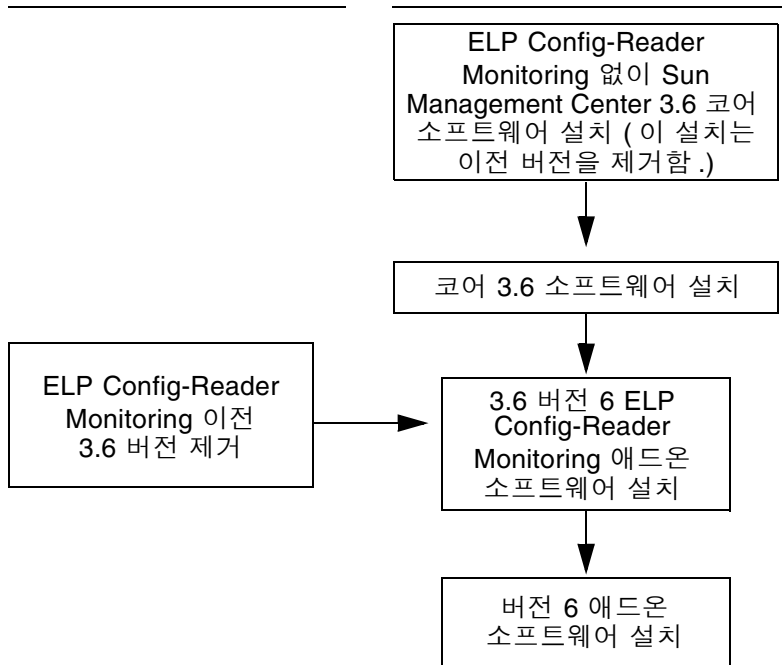 ELP Config-Reader
Monitoring 없이 Sun
Management Center 3.6 코어
소프트웨어 설치 ( 이 설치는
이전 버전을 제거함 .)
코어 3.6 소프트웨어 설치
ELP Config-Reader
Monitoring 이전
3.6 버전 제거
3.6 버전 6 ELP
Config-Reader
Monitoring 애드온
소프트웨어 설치
버전 6 애드온
소프트웨어 설치